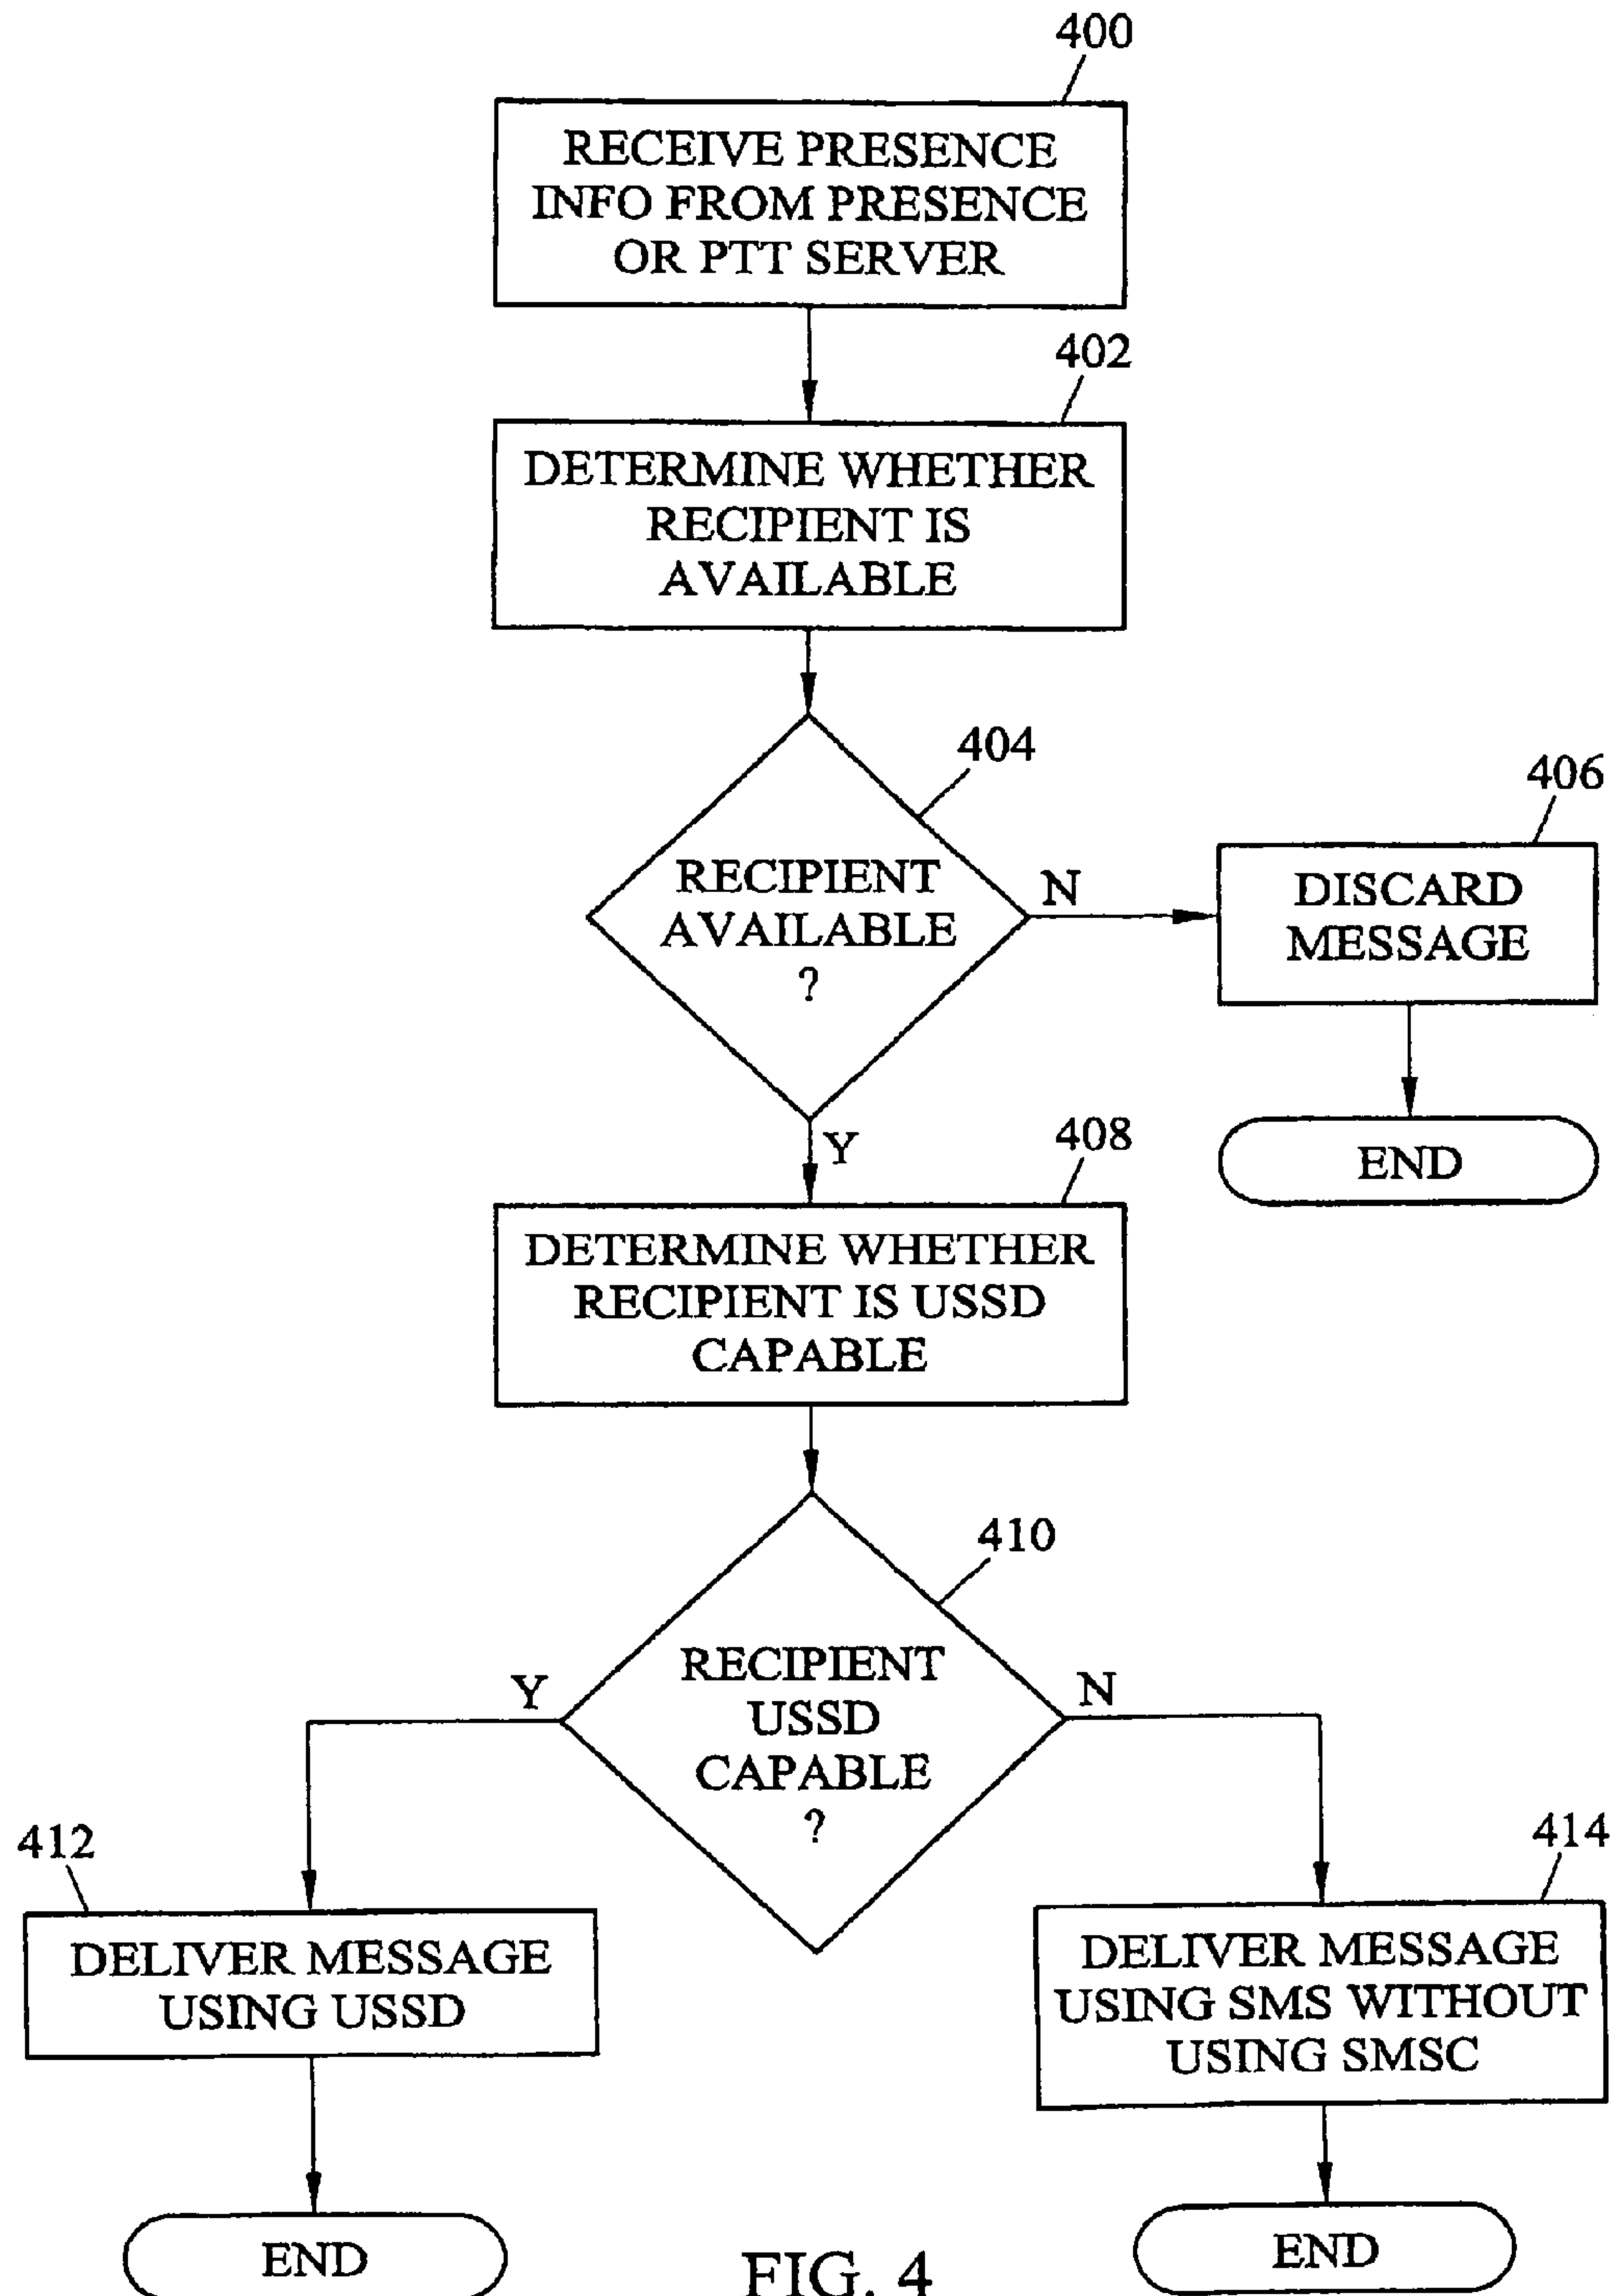 400
RECEIVE PRESENCE
INFO FROM PRESENCE
OR PTT SERVER
402
DETERMINE WHETHER
RECIPIENT IS
AVAILABLE
404
RECIPIENT
AVAILABLE
?
N
406
DISCARD
MESSAGE
END
Y
408
DETERMINE WHETHER
RECIPIENT IS USSD
CAPABLE
410
RECIPIENT
USSD
CAPABLE
?
Y
N
412
DELIVER MESSAGE
USING USSD
END
414
DELIVER MESSAGE
USING SMS WITHOUT
USING SMSC
END
FIG. 4